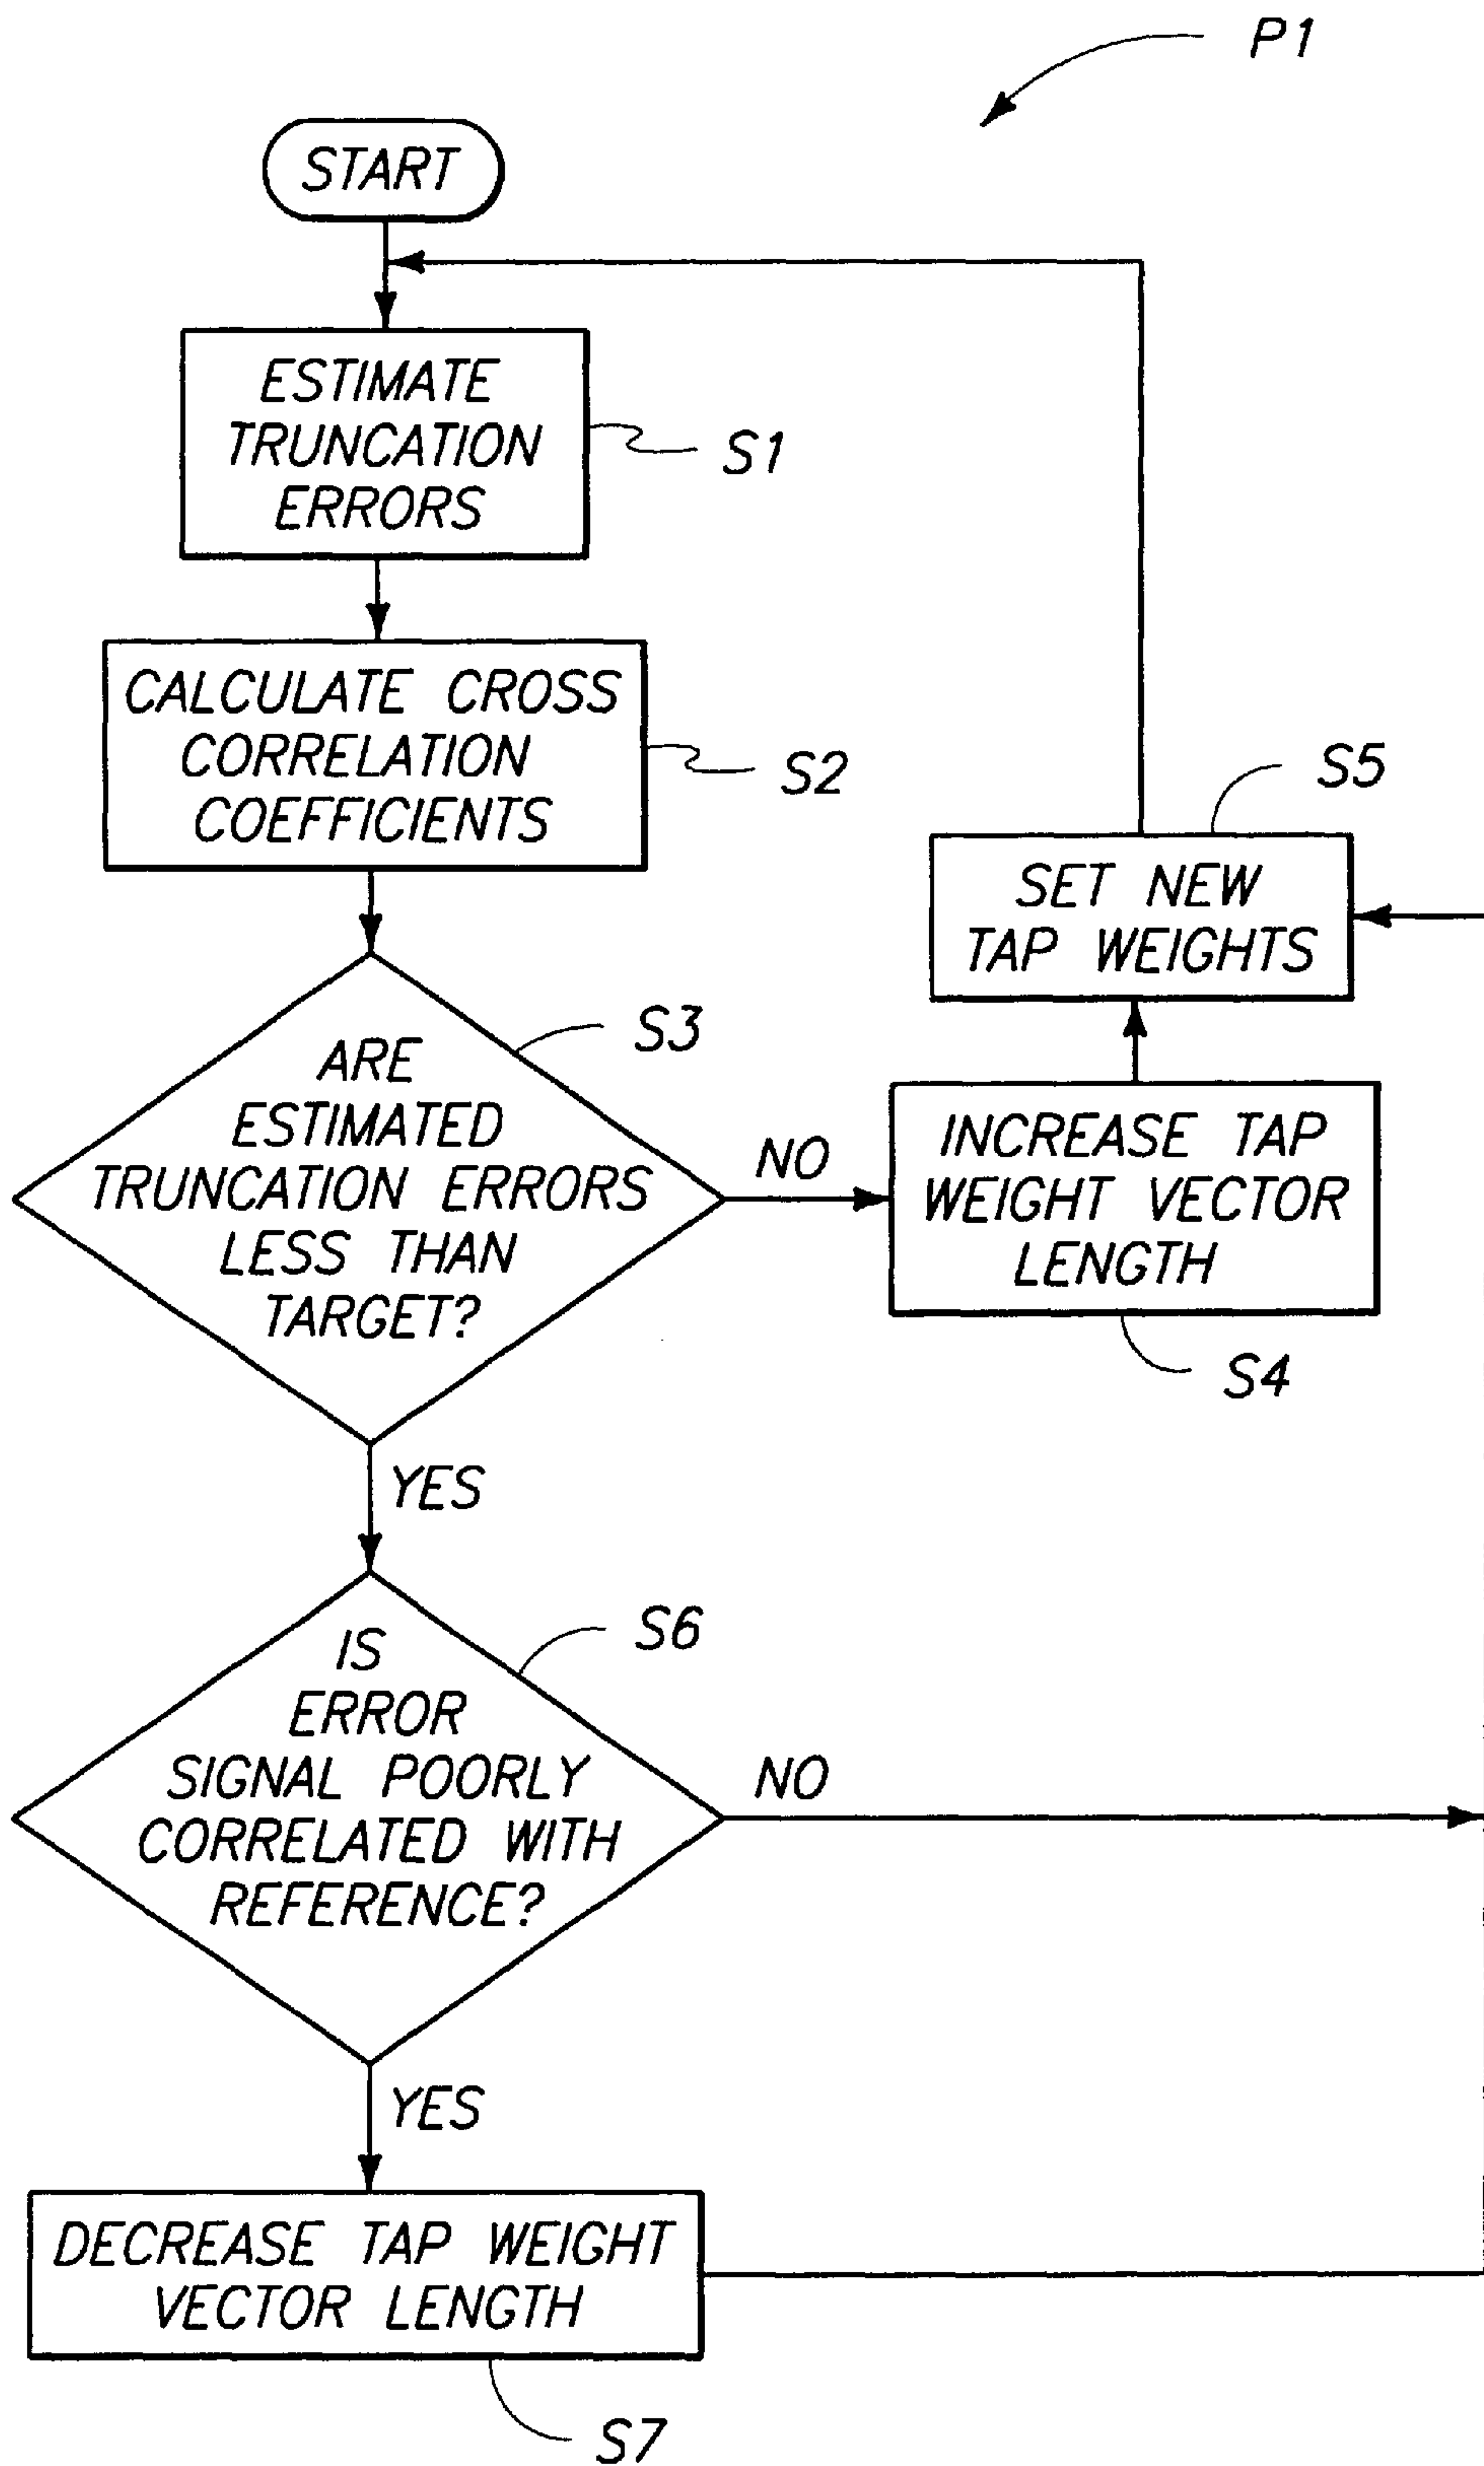 P1
START
ESTIMATE
TRUNCATION
ERRORS
S1
CALCULATE CROSS
CORRELATION
COEFFICIENTS
S2
S5
SET NEW
TAP WEIGHTS
S3
ARE
ESTIMATED
TRUNCATION ERRORS
LESS THAN
TARGET?
NO
INCREASE TAP
WEIGHT VECTOR
LENGTH
S4
YES
S6
IS
ERROR
SIGNAL POORLY
CORRELATED WITH
REFERENCE?
NO
YES
DECREASE TAP WEIGHT
VECTOR LENGTH
S7